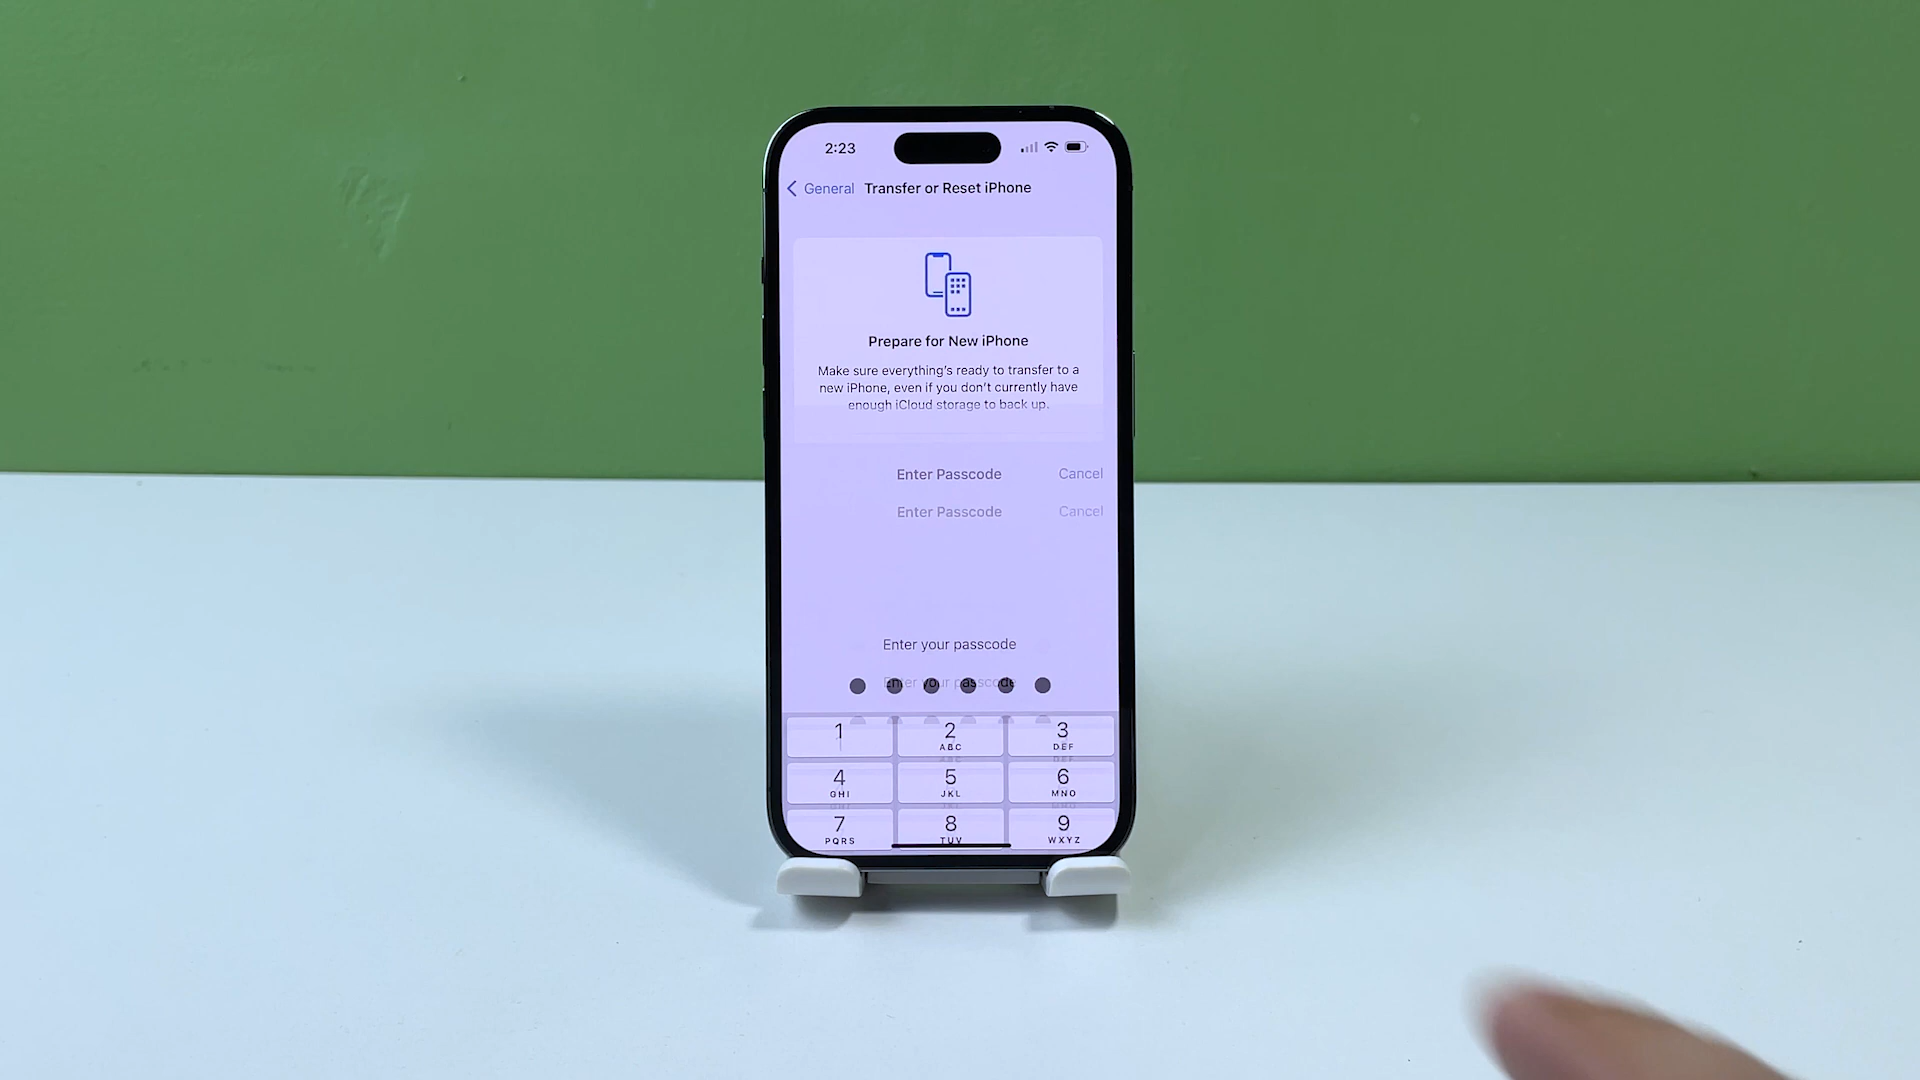 2:23
General Transfer or Reset iPhone
Prepare for New iPhone
Make sure everything's ready to transfer to a
new iPhone, even if you don't currently have
enough iCloud storage to back up.
Enter Passcode Cancel
Enter Passcode Cancel
Enter your passcode
Enter your passcode
1 2 3
ABC DEF
4 5 6
GHI JKL MNO
7 8 9
PQRS TUV WXYZ